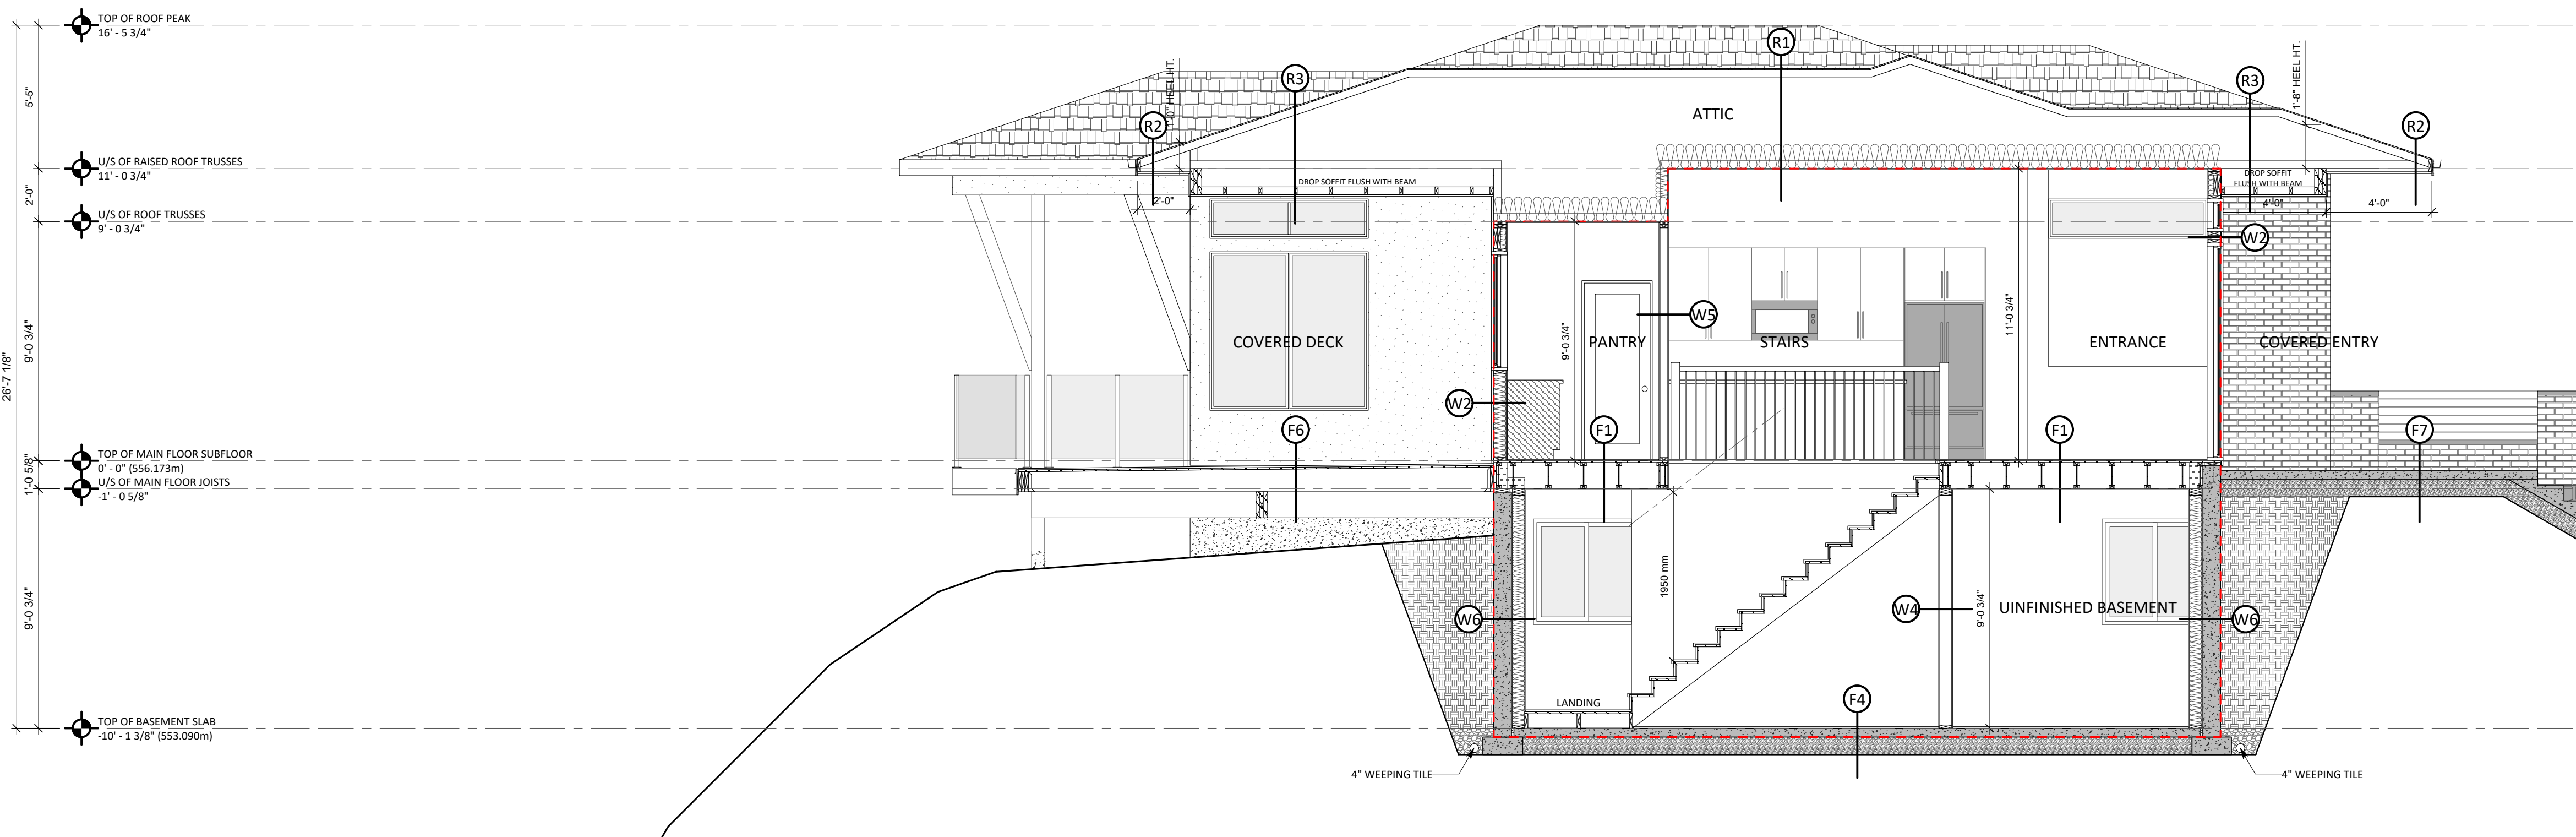 TOP OF ROOF PEAK
16' - 5 3/4"
5'-5"
U/S OF RAISED ROOF TRUSSES
11' - 0 3/4"
2'-0"
U/S OF ROOF TRUSSES
9' - 0 3/4"
9'-0 3/4"
26'-7 1/8"
TOP OF MAIN FLOOR SUBFLOOR
0' - 0" (556.173m)
1'-0 5/8"
U/S OF MAIN FLOOR JOISTS
-1' - 0 5/8"
9'-0 3/4"
TOP OF BASEMENT SLAB
-10' - 1 3/8" (553.090m)
R1
R3
R2
1'-0" HEEL HT.
ATTIC
1'-8" HEEL HT.
R3
R2
DROP SOFFIT FLUSH WITH BEAM
2'-0"
DROP SOFFIT
FLUSH WITH BEAM
4'-0"
4'-0"
W2
W5
9'-0 3/4"
11'-0 3/4"
COVERED DECK
PANTRY
STAIRS
ENTRANCE
COVERED ENTRY
W2
F6
F1
F1
F7
1950 mm
W6
W4
9'-0 3/4"
UINFINISHED BASEMENT
W6
LANDING
F4
4" WEEPING TILE
4" WEEPING TILE